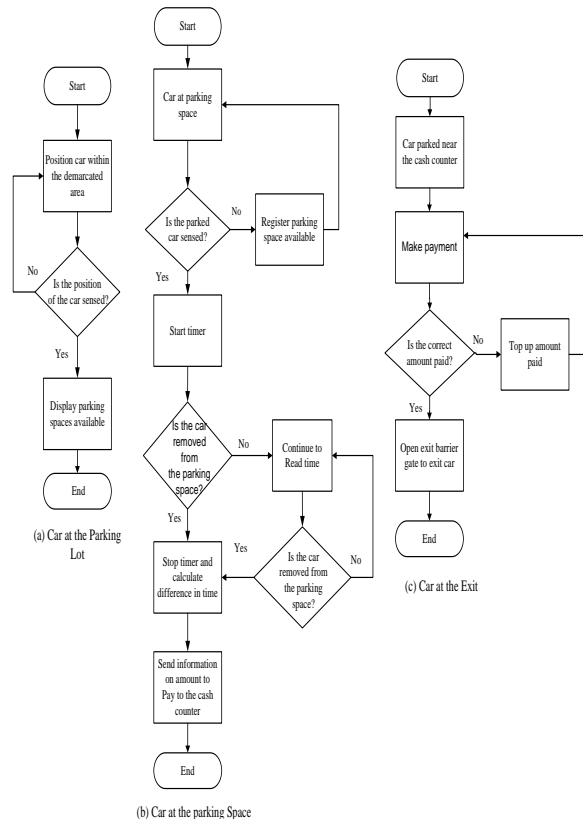 Start
Position car within
the demarcated
area
No
Is the position
of the car sensed?
Yes
Display parking
spaces available
End
(a) Car at the Parking
Lot
Start
Car at parking
space
Is the parked
car sensed?
No
Register parking
space available
Yes
Start timer
Is the car
removed
from
the parking
space?
No
Continue to
Read time
Yes
Stop timer and
calculate
difference in time
Yes
Is the car
removed from
the parking
space?
No
Send information
on amount to
Pay to the cash
counter
End
(b) Car at the parking Space
Start
Car parked near
the cash counter
Make payment
Is the correct
amount paid?
No
Top up amount
paid
Yes
Open exit barrier
gate to exit car
End
(c) Car at the Exit